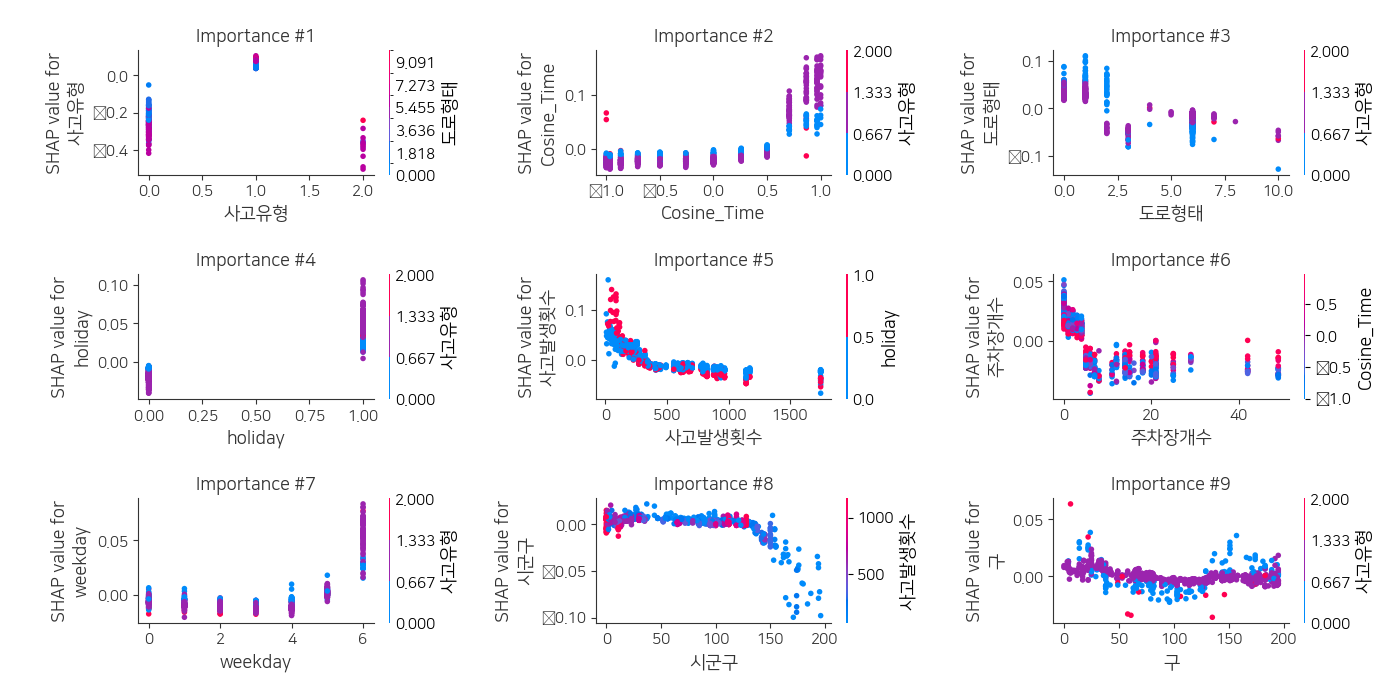 Importance #1
SHAP value for
사고유형
0.0
0.2
0.4
0.0
0.5
1.0
1.5
2.0
사고유형
9.091
7.273
5.455
3.636
1.818
0.000
도로형태
Importance #2
SHAP value for
Cosine_Time
0.1
0.0
1.0
0.5
0.0
0.5
1.0
Cosine_Time
2.000
1.333
0.667
0.000
사고유형
Importance #3
SHAP value for
도로형태
0.1
0.0
0.1
0.0
2.5
5.0
7.5
10.0
도로형태
2.000
1.333
0.667
0.000
사고유형
Importance #4
SHAP value for
holiday
0.10
0.05
0.00
0.00
0.25
0.50
0.75
1.00
holiday
2.000
1.333
0.667
0.000
사고유형
Importance #5
SHAP value for
사고발생횟수
0.1
0.0
0
500
1000
1500
사고발생횟수
1.0
0.5
0.0
holiday
Importance #6
SHAP value for
주차장개수
0.05
0.00
0
20
40
주차장개수
0.5
0.0
0.5
1.0
Cosine_Time
Importance #7
SHAP value for
weekday
0.05
0.00
0
2
4
6
weekday
2.000
1.333
0.667
0.000
사고유형
Importance #8
SHAP value for
시군구
0.00
0.05
0.10
0
50
100
150
200
시군구
1000
500
사고발생횟수
Importance #9
SHAP value for
구
0.05
0.00
0
50
100
150
200
구
2.000
1.333
0.667
0.000
사고유형